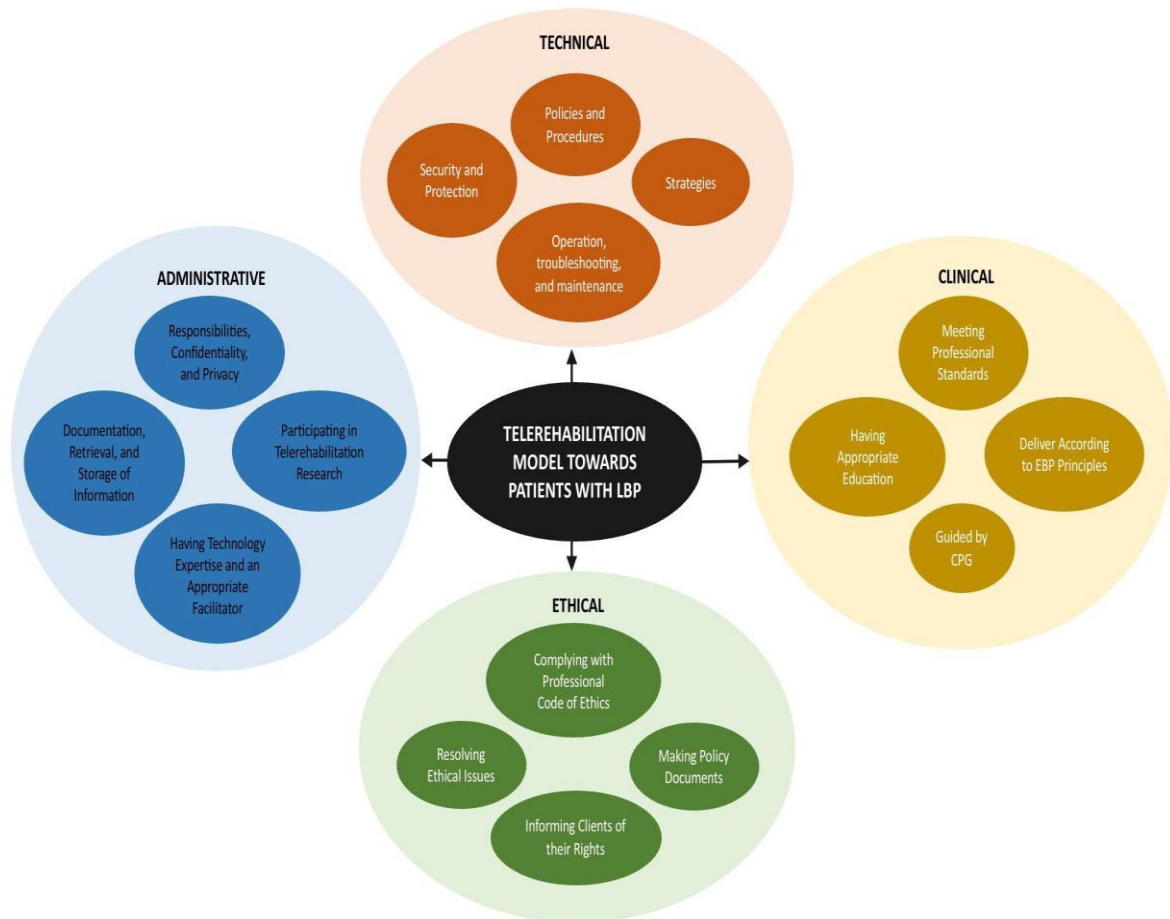 TECHNICAL
Policies and
Procedures
Security and
Protection
Strategies
Operation,
troubleshooting,
and maintenance
ADMINISTRATIVE
Responsibilities,
Confidentiality,
and Privacy
Documentation,
Retrieval, and
Storage of
Information
Participating in
Telerehabilitation
Research
Having Technology
Expertise and an
Appropriate
Facilitator
TELEREHABILITATION
MODEL TOWARDS
PATIENTS WITH LBP
CLINICAL
Meeting
Professional
Standards
Having
Appropriate
Education
Deliver According
to EBP Principles
Guided by
CPG
ETHICAL
Complying with
Professional
Code of Ethics
Resolving
Ethical Issues
Making Policy
Documents
Informing Clients of
their Rights